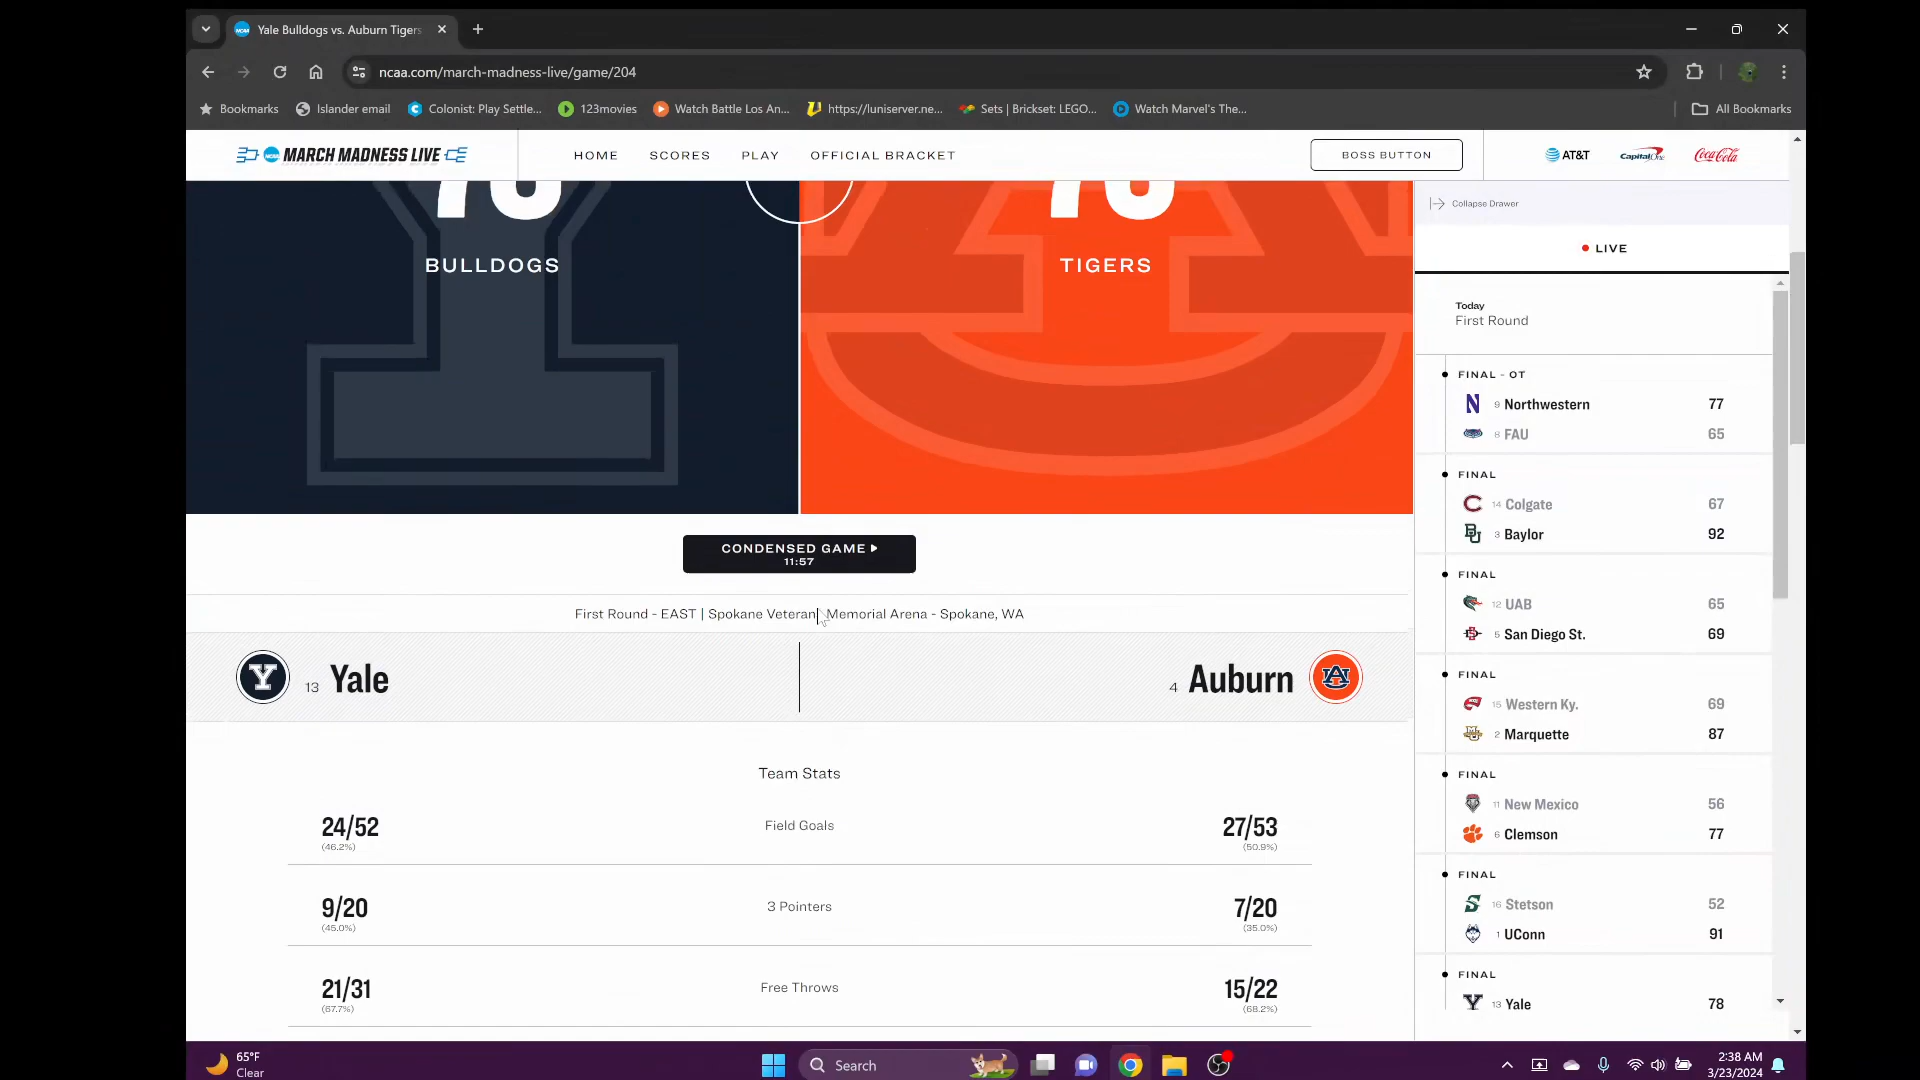 Yale Bulldogs vs. Auburn Tigers
ncaa.com/march-madness-live/game/204
Bookmarks Islander email Colonist: Play Settle... 123movies Watch Battle Los An... https://luniserver.ne... Sets | Brickset: LEGO... Watch Marvel's The... All Bookmarks
MARCH MADNESS LIVE HOME SCORES PLAY OFFICIAL BRACKET BOSS BUTTON AT&T Capital One Coca-Cola
BULLDOGS TIGERS
CONDENSED GAME
11:57
First Round - EAST | Spokane Veterans Memorial Arena - Spokane, WA
Y 13 Yale 4 Auburn AU
Team Stats
24/52 Field Goals 27/53
(46.2%) (50.9%)
9/20 3 Pointers 7/20
(45.0%) (35.0%)
21/31 Free Throws 15/22
(67.7%) (68.2%)
Collapse Drawer
LIVE
Today
First Round
FINAL - OT
9 Northwestern 77
8 FAU 65
FINAL
14 Colgate 67
3 Baylor 92
FINAL
12 UAB 65
5 San Diego St. 69
FINAL
15 Western Ky. 69
2 Marquette 87
FINAL
11 New Mexico 56
6 Clemson 77
FINAL
16 Stetson 52
1 UConn 91
FINAL
13 Yale 78
65°F
Clear
Search
2:38 AM
3/23/2024